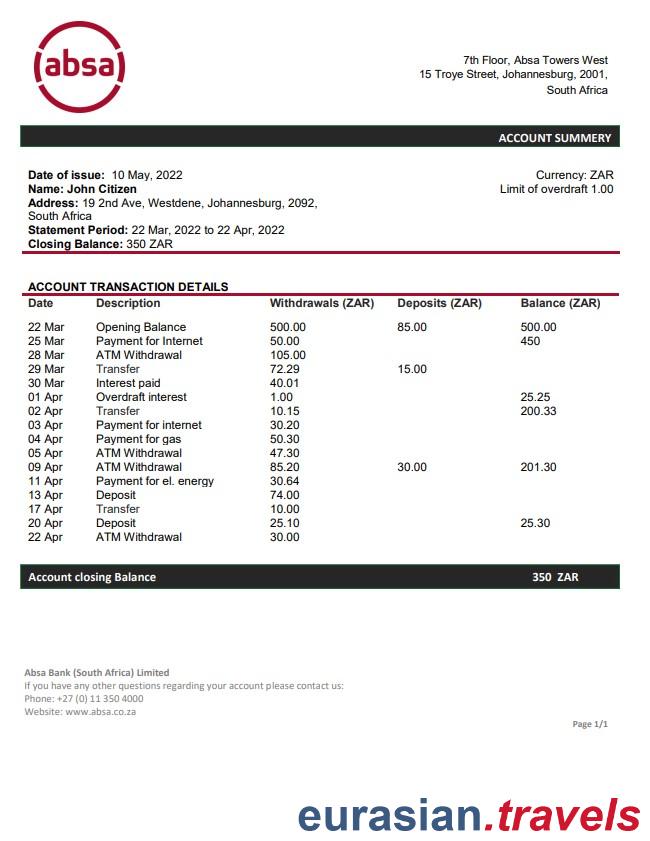 absa
7th Floor, Absa Towers West
15 Troye Street, Johannesburg, 2001,
South Africa
ACCOUNT SUMMERY
Date of issue: 10 May, 2022
Currency: ZAR
Name: John Citizen
Limit of overdraft 1.00
Address: 19 2nd Ave, Westdene, Johannesburg, 2092,
South Africa
Statement Period: 22 Mar, 2022 to 22 Apr, 2022
Closing Balance: 350 ZAR
ACCOUNT TRANSACTION DETAILS
Date Description Withdrawals (ZAR) Deposits (ZAR) Balance (ZAR)
22 Mar Opening Balance 500.00 85.00 500.00
25 Mar Payment for Internet 50.00 450
28 Mar ATM Withdrawal 105.00
29 Mar Transfer 72.29 15.00
30 Mar Interest paid 40.01
01 Apr Overdraft interest 1.00 25.25
02 Apr Transfer 10.15 200.33
03 Apr Payment for internet 30.20
04 Apr Payment for gas 50.30
05 Apr ATM Withdrawal 47.30
09 Apr ATM Withdrawal 85.20 30.00 201.30
11 Apr Payment for el. energy 30.64
13 Apr Deposit 74.00
17 Apr Transfer 10.00
20 Apr Deposit 25.10 25.30
22 Apr ATM Withdrawal 30.00
Account closing Balance 350 ZAR
Absa Bank (South Africa) Limited
If you have any other questions regarding your account please contact us:
Phone: +27 (0) 11 350 4000
Website: www.absa.co.za
Page 1/1
eurasian.travels